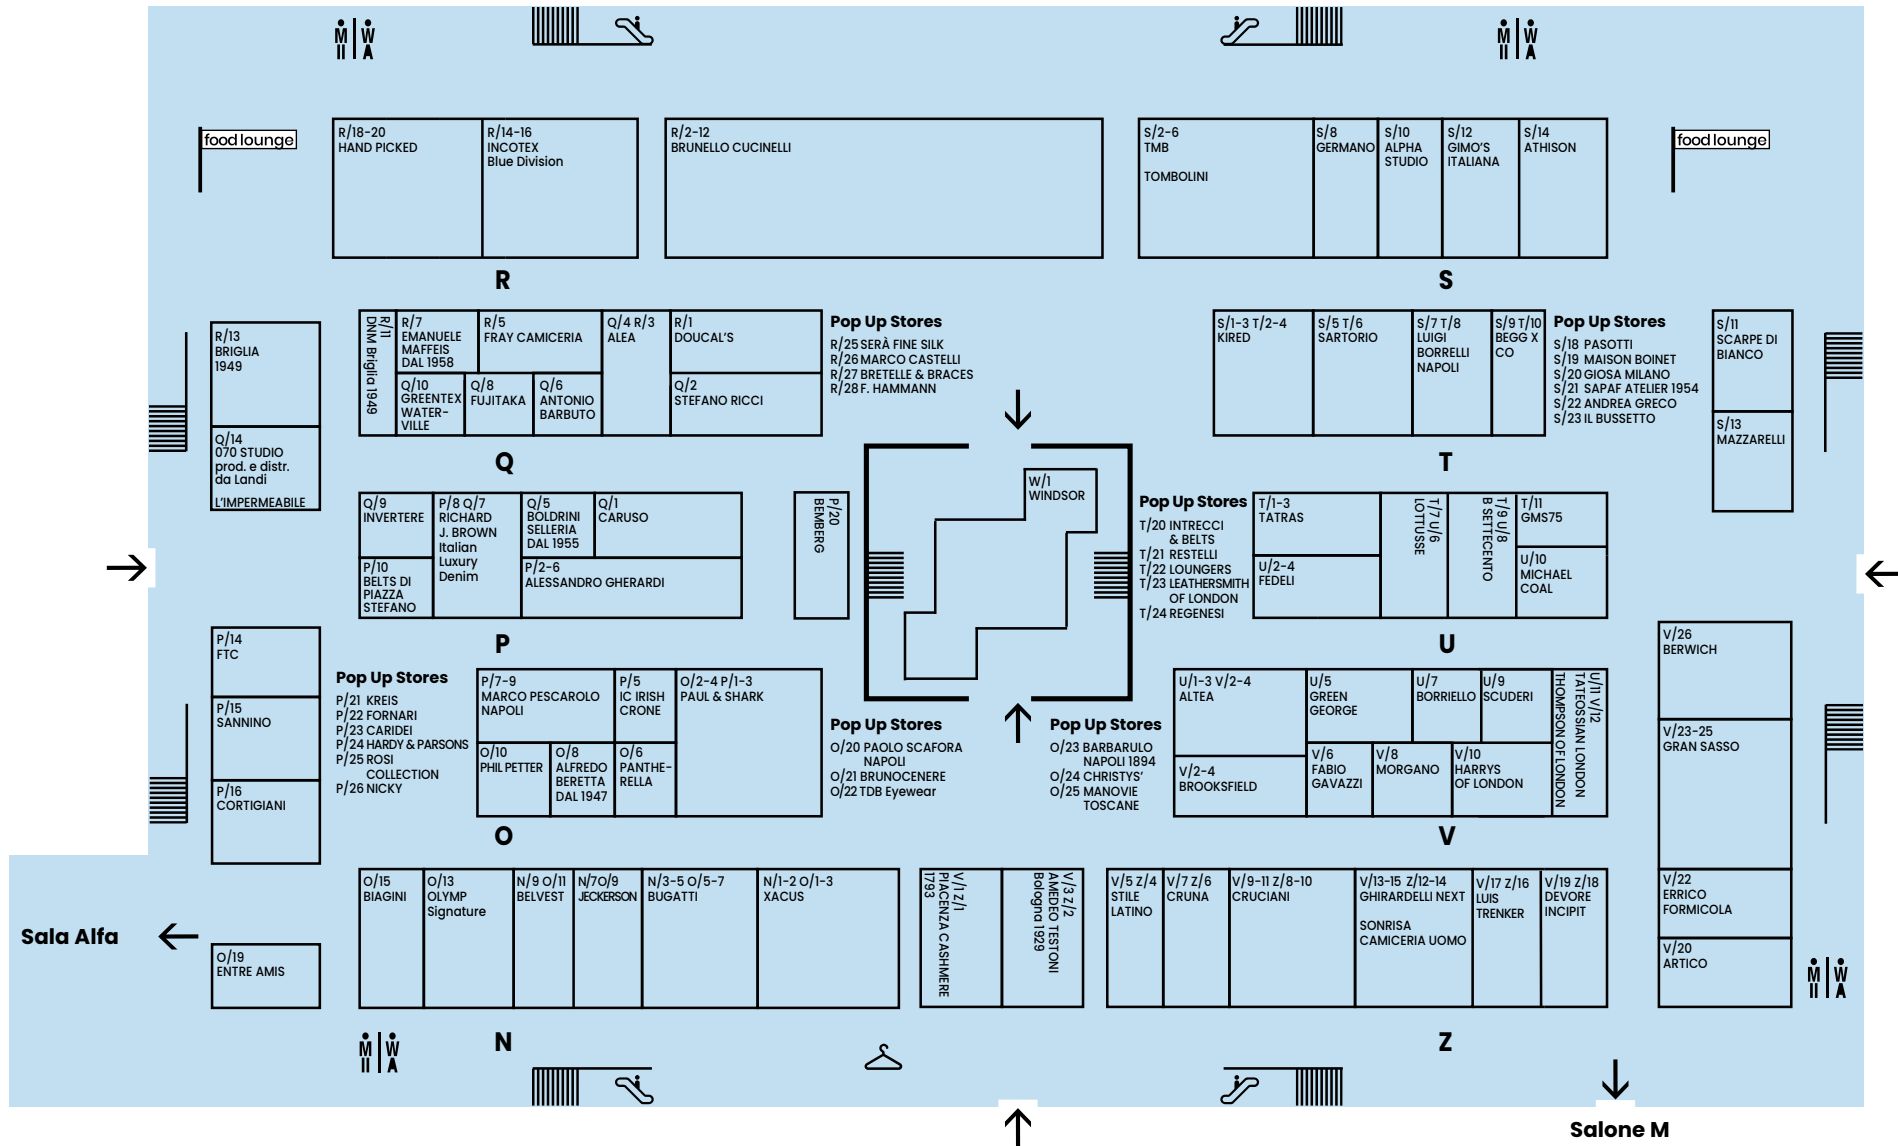 M W
II A
M W
II A
food lounge
R/18-20
HAND PICKED
R/14-16
INCOTEX
Blue Division
R/2-12
BRUNELLO CUCINELLI
S/2-6
TMB
TOMBOLINI
S/8
GERMANO
S/10
ALPHA
STUDIO
S/12
GIMO'S
ITALIANA
S/14
ATHISON
food lounge
R
S
R/13
BRIGLIA
1949
Q/14
070 STUDIO
prod. e distr.
da Landi
L'IMPERMEABILE
R/11
DNM Briglia 1949
R/7
EMANUELE
MAFFEIS
DAL 1958
R/5
FRAY CAMICERIA
Q/4 R/3
ALEA
R/1
DOUCAL'S
Q/10
GREENTEX
WATER-
VILLE
Q/8
FUJITAKA
Q/6
ANTONIO
BARBUTO
Q/2
STEFANO RICCI
Pop Up Stores
R/25 SERÀ FINE SILK
R/26 MARCO CASTELLI
R/27 BRETELLE & BRACES
R/28 F. HAMMANN
S/1-3 T/2-4
KIRED
S/5 T/6
SARTORIO
S/7 T/8
LUIGI
BORRELLI
NAPOLI
S/9 T/10
BEGG X
CO
Pop Up Stores
S/18 PASOTTI
S/19 MAISON BOINET
S/20 GIOSA MILANO
S/21 SAPAF ATELIER 1954
S/22 ANDREA GRECO
S/23 IL BUSSETTO
S/11
SCARPE DI
BIANCO
S/13
MAZZARELLI
Q
T
Q/9
INVERTERE
P/8 Q/7
RICHARD
J. BROWN
Italian
Luxury
Denim
Q/5
BOLDRINI
SELLERIA
DAL 1955
Q/1
CARUSO
P/10
BELTS DI
PIAZZA
STEFANO
P/2-6
ALESSANDRO GHERARDI
P/20
BEMBERG
W/1
WINDSOR
Pop Up Stores
T/20 INTRECCI
& BELTS
T/21 RESTELLI
T/22 LOUNGERS
T/23 LEATHERSMITH
OF LONDON
T/24 REGENESI
T/1-3
TATRAS
U/2-4
FEDELI
T/7 U/6
LOTTUSSE
T/9 U/8
B SETTECENTO
T/11
GMS75
U/10
MICHAEL
COAL
P
U
P/14
FTC
P/15
SANNINO
P/16
CORTIGIANI
Pop Up Stores
P/21 KREIS
P/22 FORNARI
P/23 CARIDEI
P/24 HARDY & PARSONS
P/25 ROSI
COLLECTION
P/26 NICKY
P/7-9
MARCO PESCAROLO
NAPOLI
P/5
IC IRISH
CRONE
O/2-4 P/1-3
PAUL & SHARK
O/10
PHIL PETTER
O/8
ALFREDO
BERETTA
DAL 1947
O/6
PANTHE-
RELLA
Pop Up Stores
O/20 PAOLO SCAFORA
NAPOLI
O/21 BRUNOCENERE
O/22 TDB Eyewear
Pop Up Stores
O/23 BARBARULO
NAPOLI 1894
O/24 CHRISTYS'
O/25 MANOVIE
TOSCANE
U/1-3 V/2-4
ALTEA
V/2-4
BROOKSFIELD
U/5
GREEN
GEORGE
U/7
BORRIELLO
U/9
SCUDERI
V/6
FABIO
GAVAZZI
V/8
MORGANO
V/10
HARRYS
OF LONDON
U/11 V/12
TATEOSSIAN LONDON
THOMPSON OF LONDON
V/26
BERWICH
V/23-25
GRAN SASSO
V/22
ERRICO
FORMICOLA
V/20
ARTICO
O
V
Sala Alfa
O/19
ENTRE AMIS
O/15
BIAGINI
O/13
OLYMP
Signature
N/9 O/11
BELVEST
N/7 O/9
JECKERSON
N/3-5 O/5-7
BUGATTI
N/1-2 O/1-3
XACUS
V/1 Z/1
PIACENZA CASHMERE
1793
V/3 Z/2
AMEDEO TESTONI
Bologna 1929
V/5 Z/4
STILE
LATINO
V/7 Z/6
CRUNA
V/9-11 Z/8-10
CRUCIANI
V/13-15 Z/12-14
GHIRARDELLI NEXT
SONRISA
CAMICERIA UOMO
V/17 Z/16
LUIS
TRENKER
V/19 Z/18
DEVORE
INCIPIT
M W
II A
M W
II A
N
Z
Salone M